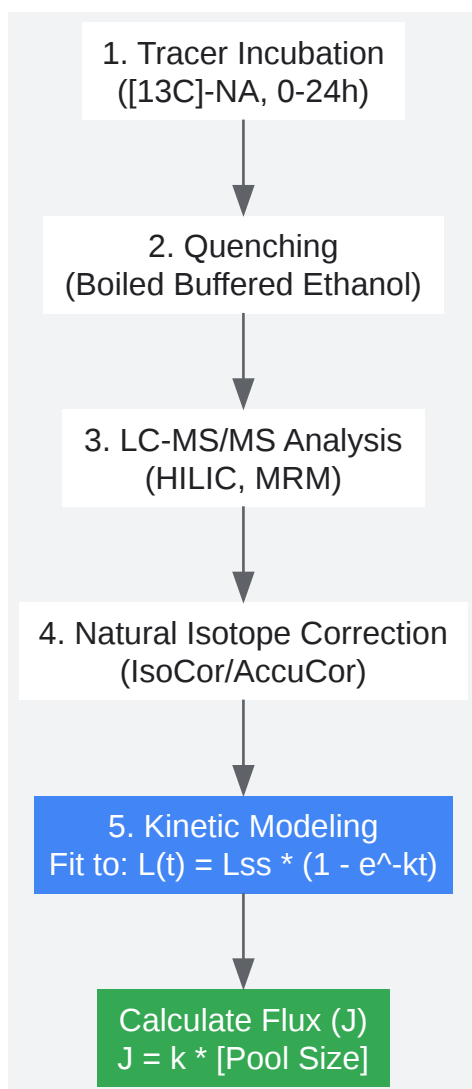 1. Tracer Incubation
([13C]-NA, 0-24h)
2. Quenching
(Boiled Buffered Ethanol)
3. LC-MS/MS Analysis
(HILIC, MRM)
4. Natural Isotope Correction
(IsoCor/AccuCor)
5. Kinetic Modeling
Fit to: L(t) = Lss * (1 - e^-kt)
Calculate Flux (J)
J = k * [Pool Size]